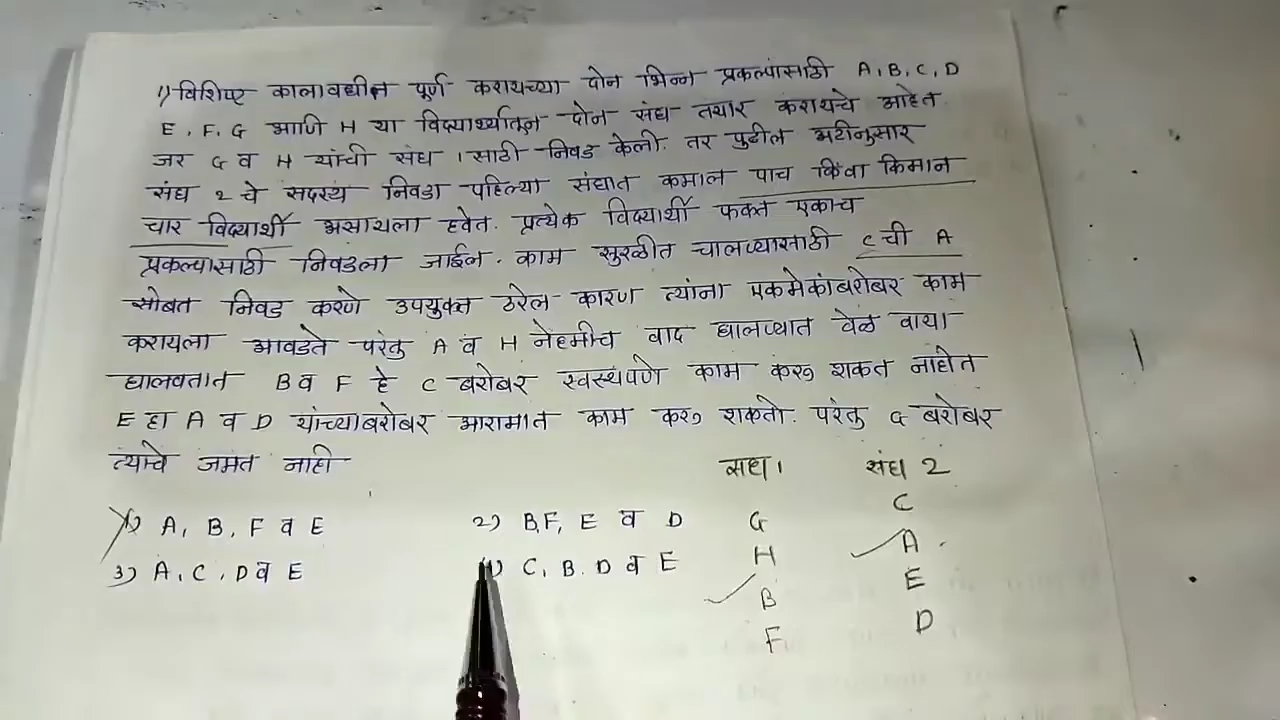 1) विशिष्ट कालावधीत पूर्ण करायच्या दोन भिन्न प्रकल्पासाठी A, B, C, D
E, F, G आणि H या विद्यार्थ्यातून दोन संघ तयार करायचे आहेत.
जर G व H यांची संघ 1साठी निवड केली. तर पुढील अटीनुसार
संघ 2 चे सदस्य निवडा पहिल्या संघात कमाल पाच किंवा किमान
चार विद्यार्थी असायला हवेत. प्रत्येक विद्यार्थी फक्त एकाच
प्रकल्पासाठी निवडला जाईल. काम सुरळीत चालण्यासाठी C ची A
सोबत निवड करणे उपयुक्त ठरेल कारण त्यांना एकमेकांबरोबर काम
करायला आवडते परंतु A व H नेहमीच वाद घालण्यात वेळ वाया
घालवतात B व F हे C बरोबर स्वस्थपणे काम करू शकत नाहीत
E हा A व D यांच्याबरोबर आरामात काम करू शकतो. परंतु G बरोबर
त्याचे जमत नाही
संघ 1 संघ 2
1) A, B, F व E 2) B,F, E व D
3) A, C, D व E 4) C, B, D व E
G
H
B
F
C
A
E
D